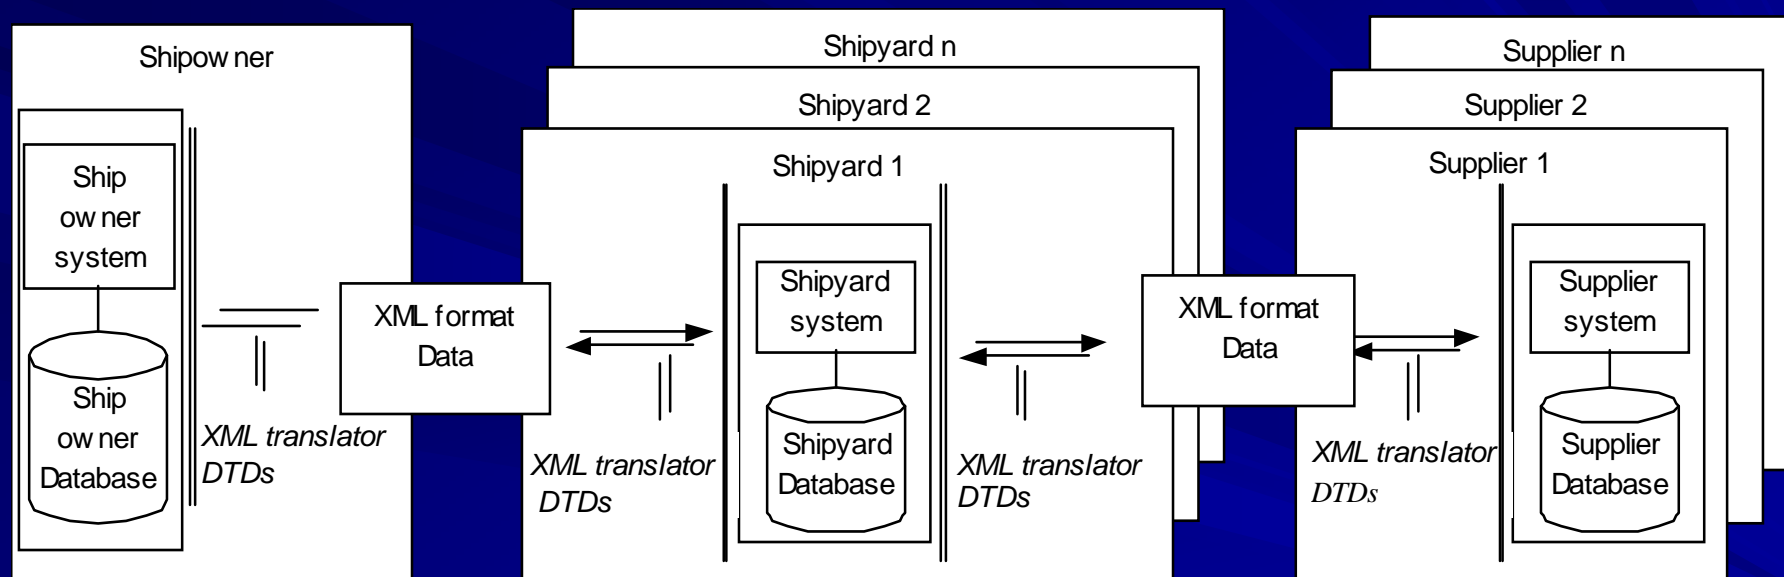 Shipowner
Ship
owner
system
Ship
owner
Database
XML translator
DTDs
XML format
Data
Shipyard n
Shipyard 2
Shipyard 1
XML translator
DTDs
Shipyard
system
Shipyard
Database
XML translator
DTDs
XML format
Data
Supplier n
Supplier 2
Supplier 1
XML translator
DTDs
Supplier
system
Supplier
Database